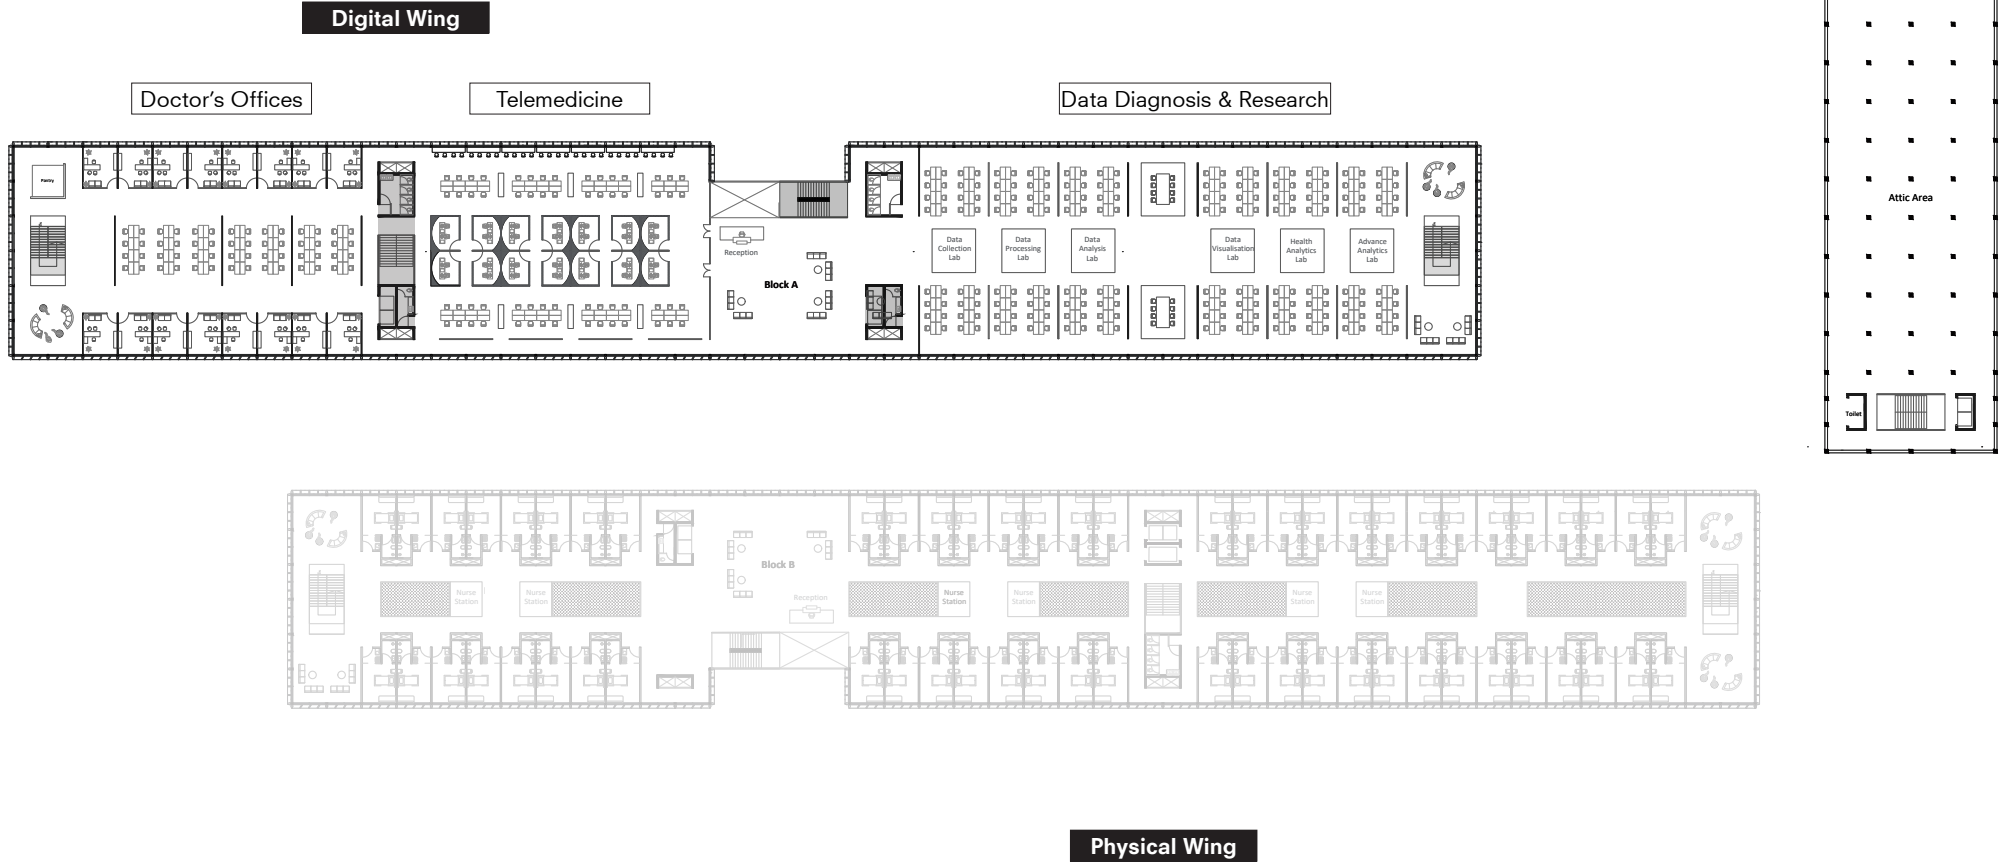 Digital Wing
Doctor's Offices
Telemedicine
Data Diagnosis & Research
Pantry
Reception
Block A
Data
Collection
Lab
Data
Processing
Lab
Data
Analysis
Lab
Data
Visualisation
Lab
Health
Analytics
Lab
Advance
Analytics
Lab
Attic Area
Toilet
Block B
Reception
Nurse
Station
Nurse
Station
Nurse
Station
Nurse
Station
Nurse
Station
Nurse
Station
Physical Wing